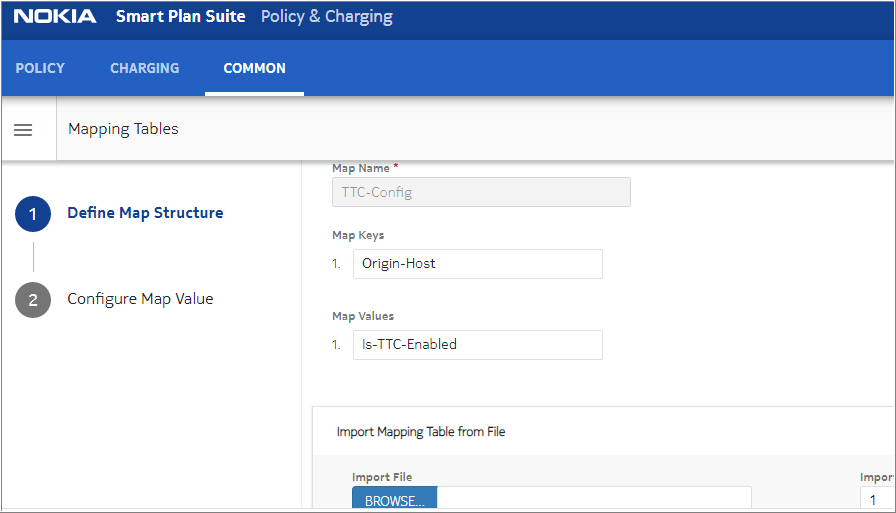 NOKIA Smart Plan Suite Policy & Charging
POLICY CHARGING COMMON
Mapping Tables
1 Define Map Structure
2 Configure Map Value
Map Name *
TTC-Config
Map Keys
1. Origin-Host
Map Values
1. Is-TTC-Enabled
Import Mapping Table from File
Import File Impor
BROWSE... 1